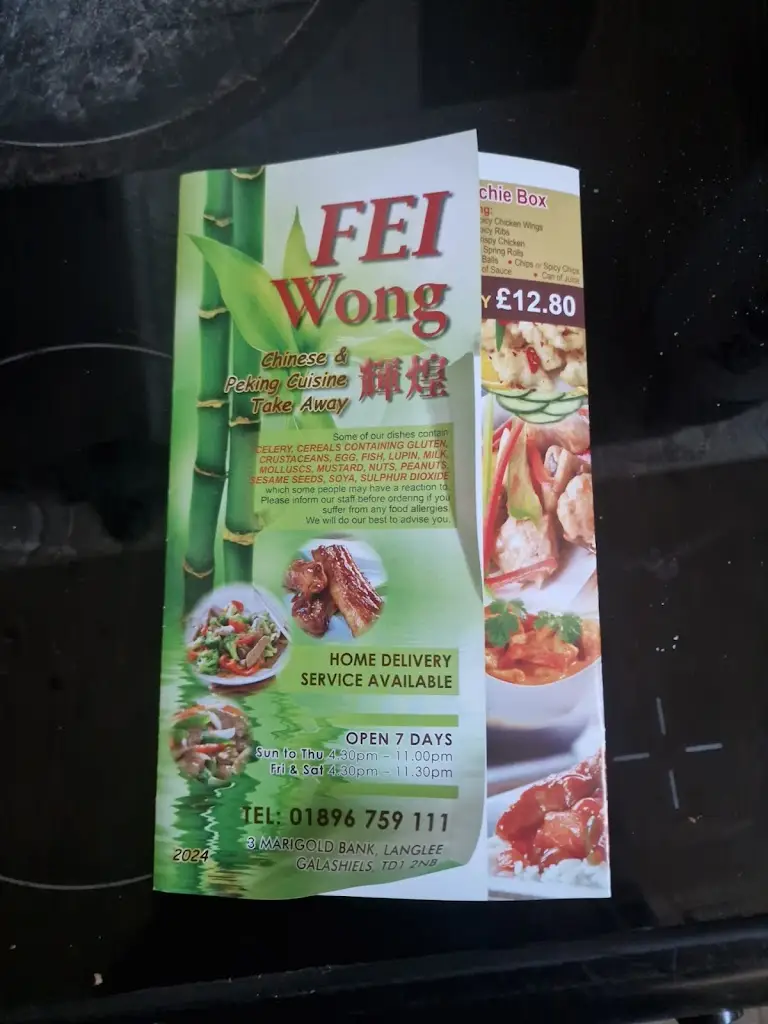 FEI
Wong
Chinese &
Peking Cuisine
Take Away
輝煌
Some of our dishes contain
CELERY, CEREALS CONTAINING GLUTEN,
CRUSTACEANS, EGG, FISH, LUPIN, MILK,
MOLLUSCS, MUSTARD, NUTS, PEANUTS,
SESAME SEEDS, SOYA, SULPHUR DIOXIDE
which some people may have a reaction to.
Please inform our staff before ordering if you
suffer from any food allergies.
We will do our best to advise you.
HOME DELIVERY
SERVICE AVAILABLE
OPEN 7 DAYS
Sun to Thu 4.30pm – 11.00pm
Fri & Sat 4.30pm – 11.30pm
TEL: 01896 759 111
3 MARIGOLD BANK, LANGLEE
GALASHIELS, TD1 2NB
2024
chie Box
ng:
Chicken Wings
Ribs
Chicken
Spring Rolls
Balls • Chips or Spicy Chips
of Sauce • Can of Juice
Y £12.80